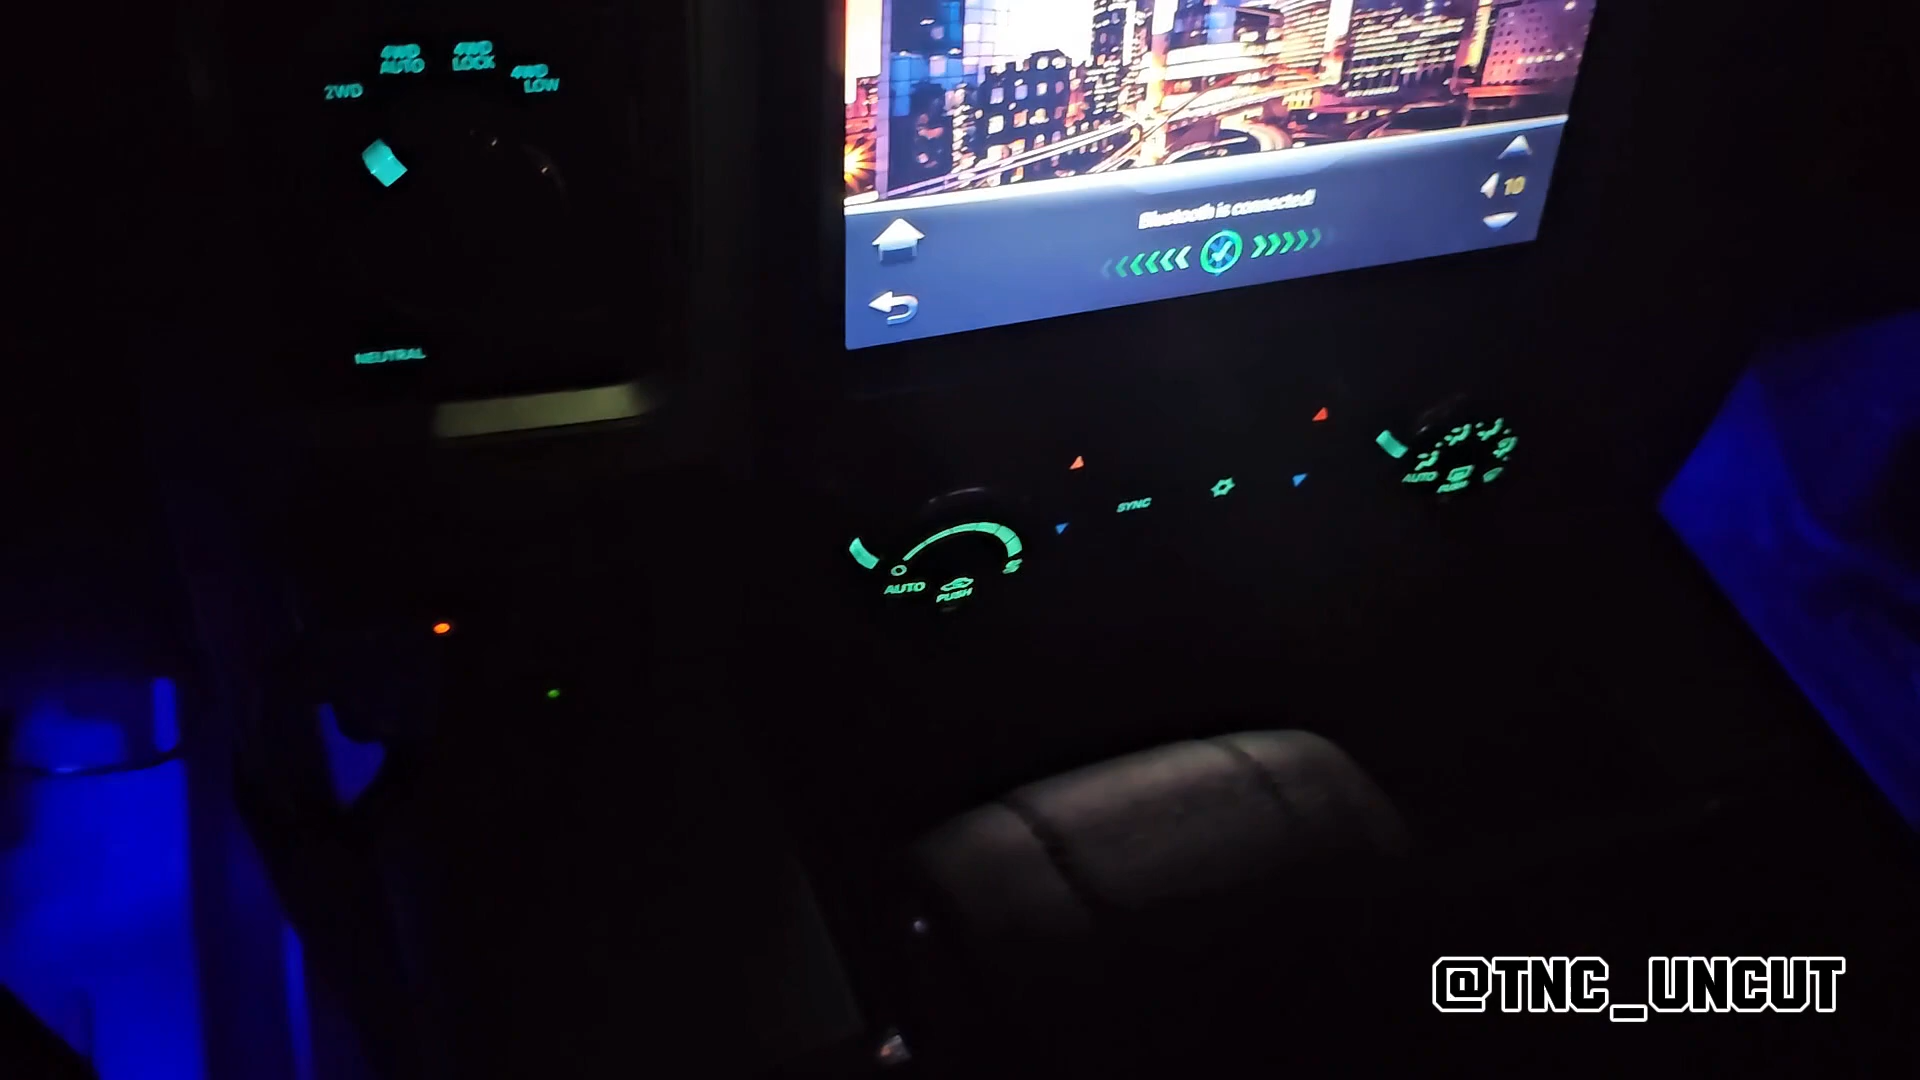 2WD
4WD
AUTO
4WD
LOCK
4WD
LOW
NEUTRAL
Bluetooth is connected!
10
SYNC
AUTO
PUSH
AUTO
PUSH
@TNC_UNCUT